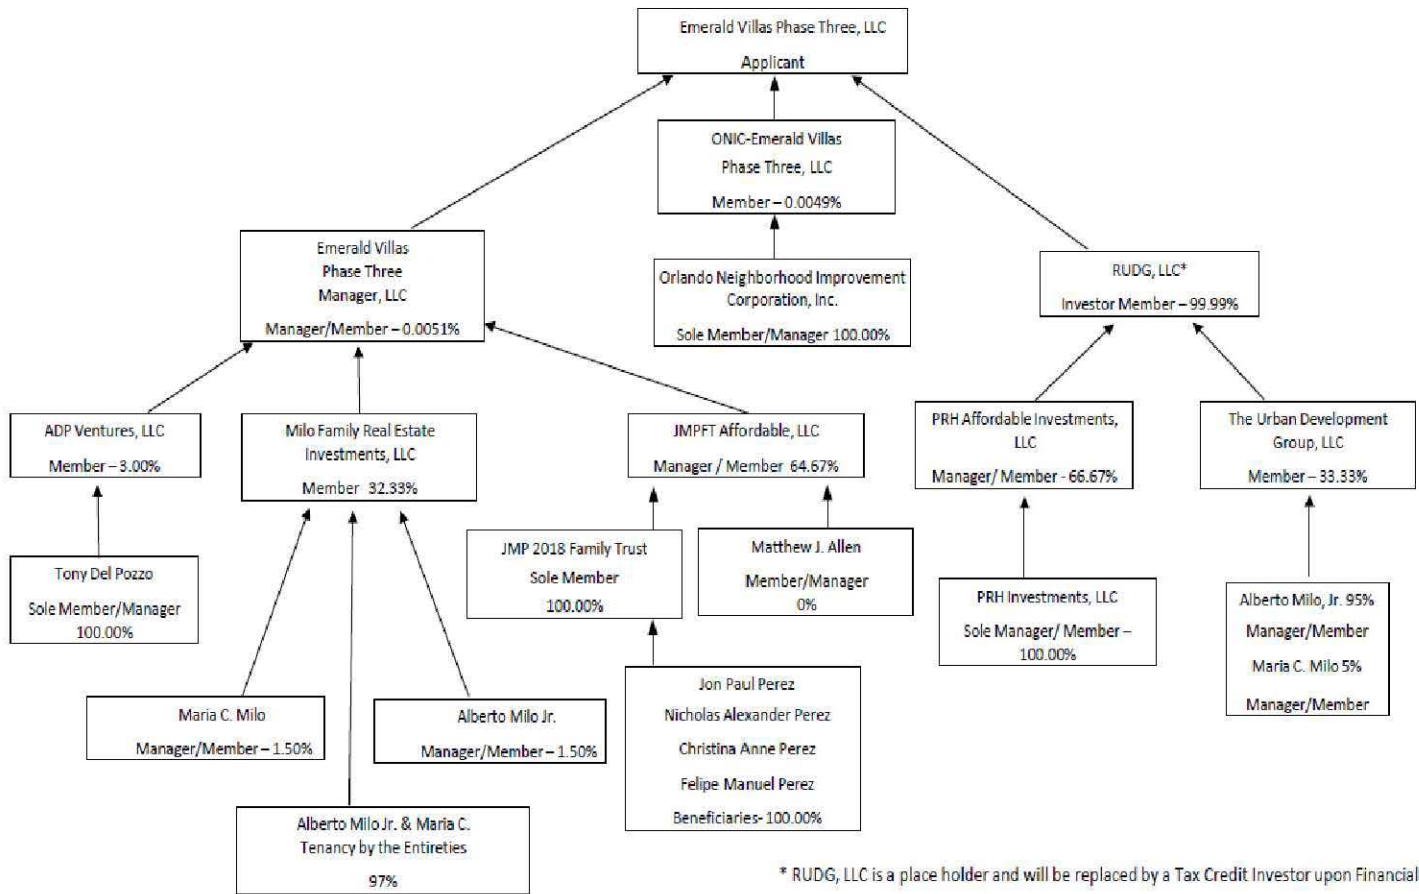 Emerald Villas Phase Three, LLC
Applicant
ONIC-Emerald Villas
Phase Three, LLC
Member – 0.0049%
Emerald Villas
Phase Three
Manager, LLC
Manager/Member – 0.0051%
Orlando Neighborhood Improvement
Corporation, Inc.
Sole Member/Manager 100.00%
RUDG, LLC*
Investor Member – 99.99%
ADP Ventures, LLC
Member – 3.00%
Milo Family Real Estate
Investments, LLC
Member 32.33%
JMPFT Affordable, LLC
Manager / Member 64.67%
PRH Affordable Investments,
LLC
Manager/ Member - 66.67%
The Urban Development
Group, LLC
Member – 33.33%
Tony Del Pozzo
Sole Member/Manager
100.00%
JMP 2018 Family Trust
Sole Member
100.00%
Matthew J. Allen
Member/Manager
0%
PRH Investments, LLC
Sole Manager/ Member –
100.00%
Alberto Milo, Jr. 95%
Manager/Member
Maria C. Milo 5%
Manager/Member
Maria C. Milo
Manager/Member – 1.50%
Alberto Milo Jr.
Manager/Member – 1.50%
Jon Paul Perez
Nicholas Alexander Perez
Christina Anne Perez
Felipe Manuel Perez
Beneficiaries- 100.00%
Alberto Milo Jr. & Maria C.
Tenancy by the Entireties
97%
* RUDG, LLC is a place holder and will be replaced by a Tax Credit Investor upon Financial